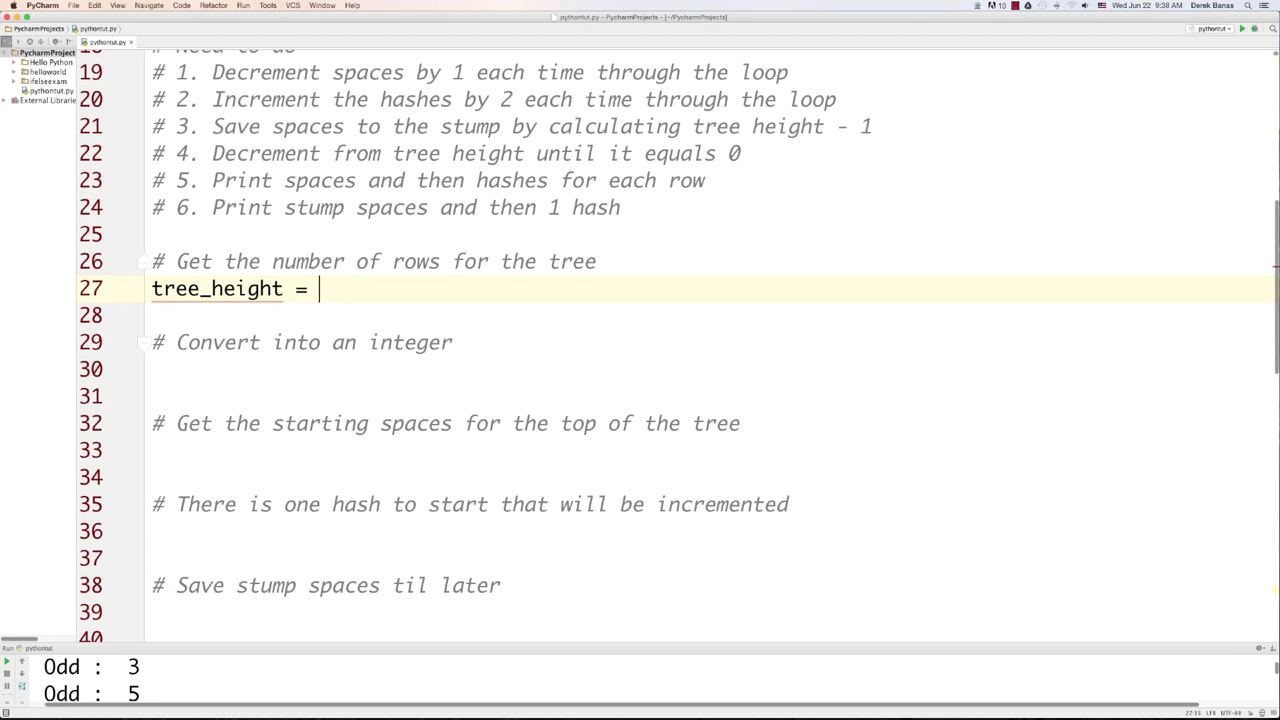 PyCharm File Edit View Navigate Code Refactor Run Tools VCS Window Help 10 Wed Jun 22 9:38 AM Derek Banas
pythontut.py - PycharmProjects - [~/PycharmProjects]
PycharmProjects pythontut.py pythontut
pythontut.py ×
PycharmProject
Hello Python
helloworld
ifelseexam
pythontut.py
External Librarie
# Need to do
19 # 1. Decrement spaces by 1 each time through the loop
20 # 2. Increment the hashes by 2 each time through the loop
21 # 3. Save spaces to the stump by calculating tree height - 1
22 # 4. Decrement from tree height until it equals 0
23 # 5. Print spaces and then hashes for each row
24 # 6. Print stump spaces and then 1 hash
25
26 # Get the number of rows for the tree
27 tree_height =
28
29 # Convert into an integer
30
31
32 # Get the starting spaces for the top of the tree
33
34
35 # There is one hash to start that will be incremented
36
37
38 # Save stump spaces til later
39
40
Run pythontut
Odd : 3
Odd : 5
27:15 LF÷ UTF-8÷